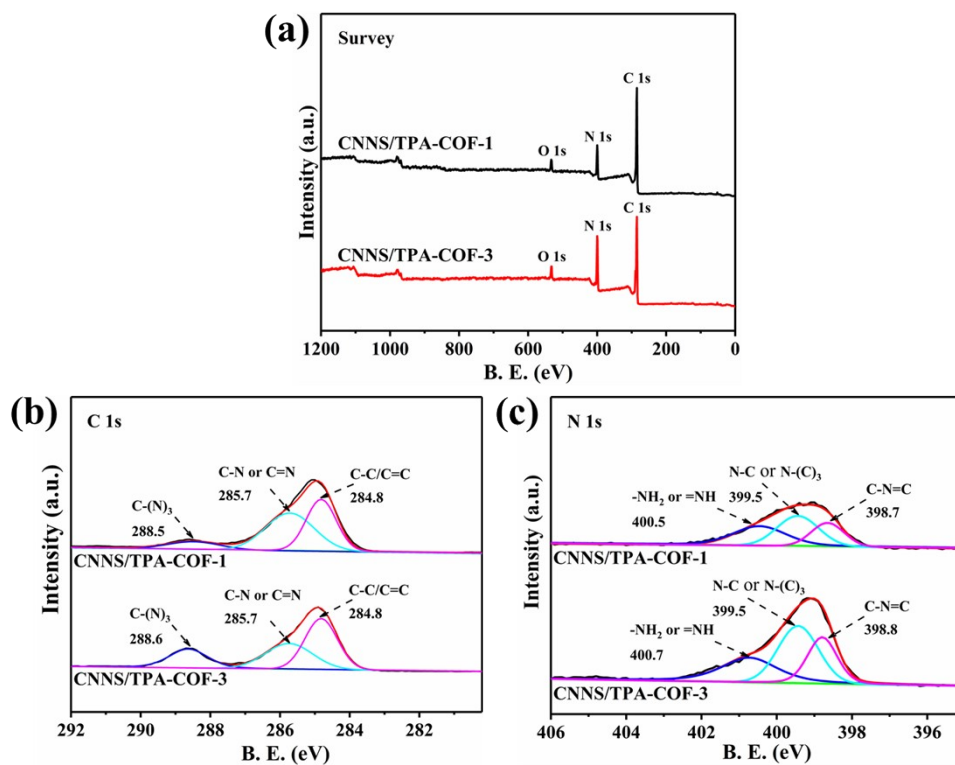 (a)
Survey
C 1s
N 1s
O 1s
CNNS/TPA-COF-1
C 1s
N 1s
O 1s
CNNS/TPA-COF-3
Intensity (a.u.)
1200 1000 800 600 400 200 0
B. E. (eV)
(b)
C 1s
C-N or C=N
285.7
C-C/C=C
284.8
C-(N)₃
288.5
CNNS/TPA-COF-1
C-N or C=N
285.7
C-C/C=C
284.8
C-(N)₃
288.6
CNNS/TPA-COF-3
Intensity (a.u.)
292 290 288 286 284 282
B. E. (eV)
(c)
N 1s
N-C or N-(C)₃
399.5
-NH₂ or =NH
400.5
C-N=C
398.7
CNNS/TPA-COF-1
N-C or N-(C)₃
399.5
-NH₂ or =NH
400.7
C-N=C
398.8
CNNS/TPA-COF-3
Intensity (a.u.)
406 404 402 400 398 396
B. E. (eV)